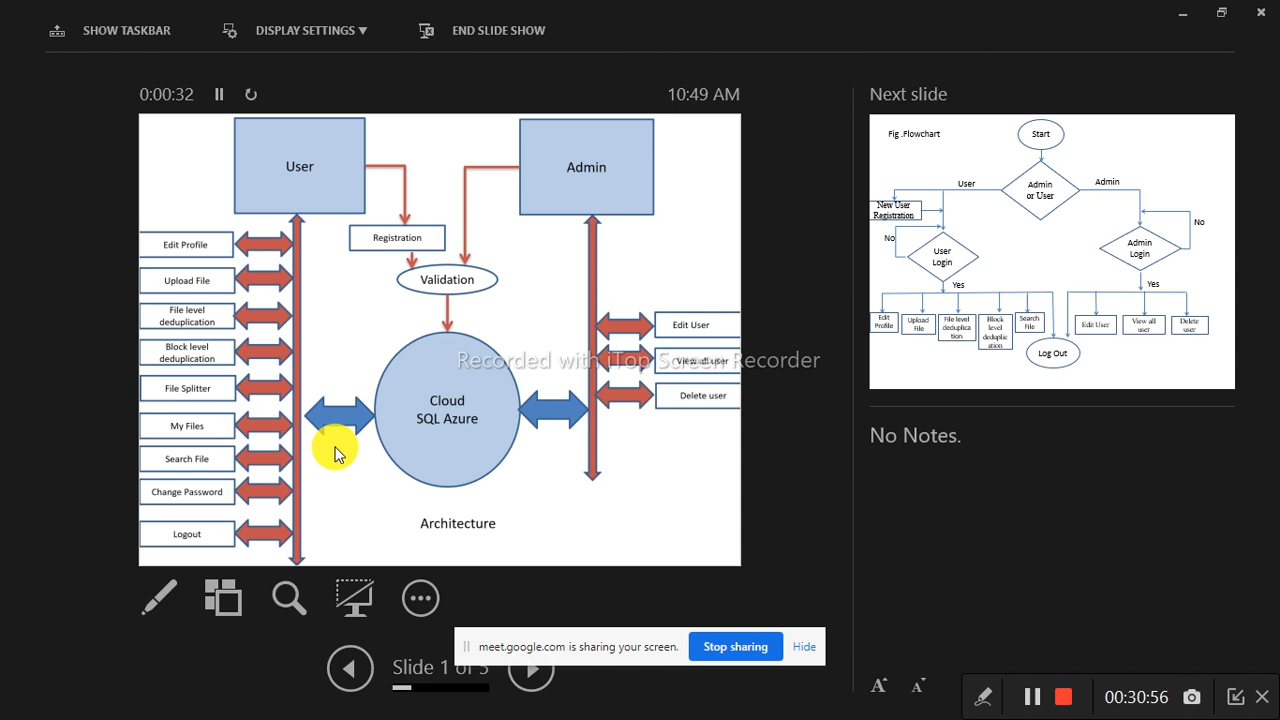 SHOW TASKBAR
DISPLAY SETTINGS
END SLIDE SHOW
0:00:32
10:49 AM
User
Admin
Registration
Validation
Edit Profile
Upload File
File level
deduplication
Block level
deduplication
File Splitter
My Files
Search File
Change Password
Logout
Cloud
SQL Azure
Edit User
View all user
Delete user
Architecture
Recorded with iTop Screen Recorder
Next slide
Fig .Flowchart
Start
User
Admin
or User
Admin
New User
Registration
No
No
User
Login
Admin
Login
Yes
Yes
Edit
Profile
Upload
File
File level
deduplica
tion
Block
level
deduplic
ation
Search
File
Log Out
Edit User
View all
user
Delete
user
No Notes.
meet.google.com is sharing your screen.
Stop sharing
Hide
Slide 1 of
A
A
00:30:56